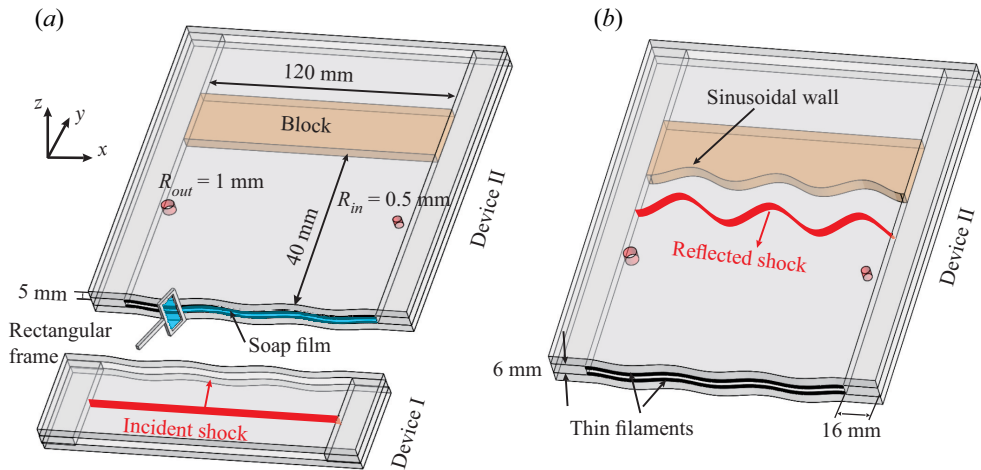 (a)
120 mm
z
y
x
Block
R_out = 1 mm
R_in = 0.5 mm
40 mm
Device II
5 mm
Rectangular
frame
Soap film
Incident shock
Device I
(b)
Sinusoidal wall
Reflected shock
Device II
6 mm
Thin filaments
16 mm